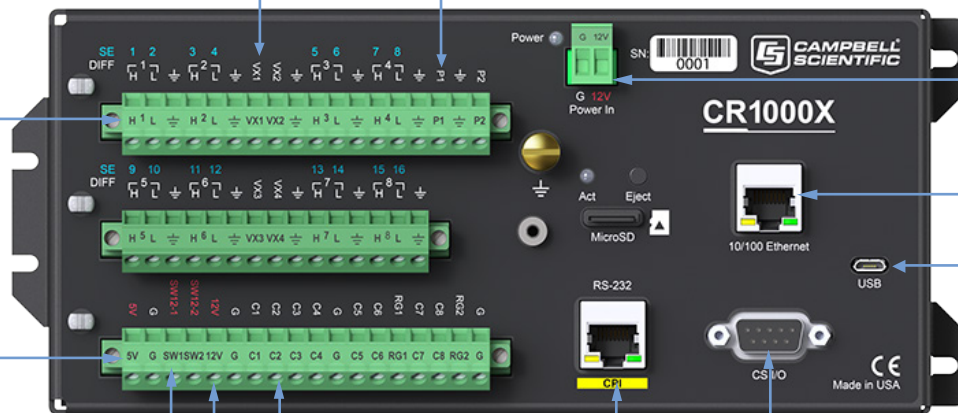 SE 1 2 3 4 5 6 7 8
DIFF H 1 L H 2 L VX1 VX2 H 3 L H 4 L P1 P2
H 1 L H 2 L VX1 VX2 H 3 L H 4 L P1 P2
SE 9 10 11 12 13 14 15 16
DIFF H 5 L H 6 L VX3 VX4 H 7 L H 8 L
H 5 L H 6 L VX3 VX4 H 7 L H 8 L
5V G SW12-1 SW12-2 12V G C1 C2 C3 C4 G C5 C6 RG1 C7 C8 RG2 G
5V G SW1 SW2 12V G C1 C2 C3 C4 G C5 C6 RG1 C7 C8 RG2 G
Power
G 12V
G 12V
Power In
SN:
0001
CAMPBELL
SCIENTIFIC
CR1000X
Act Eject
MicroSD
10/100 Ethernet
USB
RS-232
CPI
CS I/O
CE
Made in USA